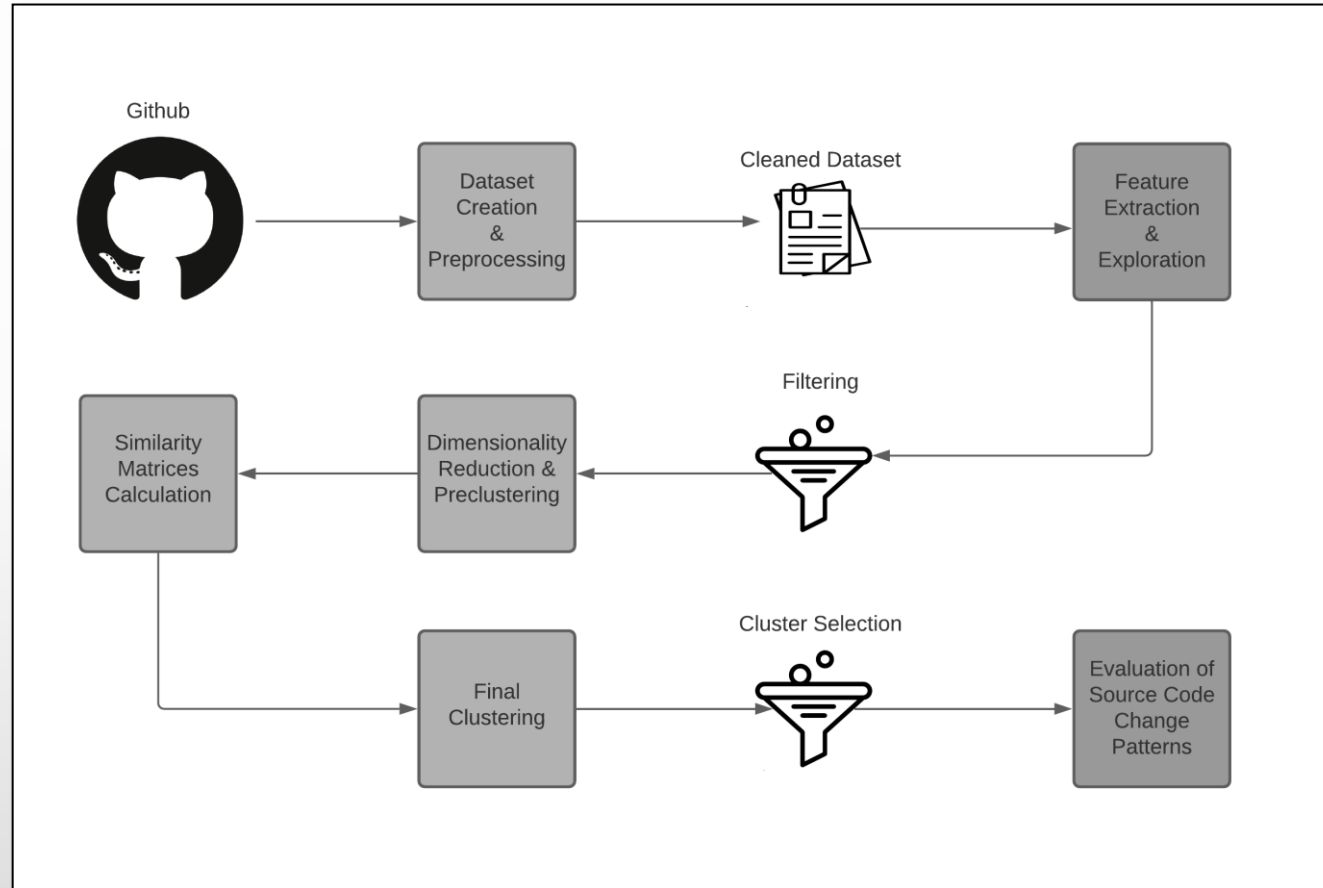 Github
Dataset
Creation
&
Preprocessing
Cleaned Dataset
Feature
Extraction
&
Exploration
Filtering
Similarity
Matrices
Calculation
Dimensionality
Reduction &
Preclustering
Final
Clustering
Cluster Selection
Evaluation of
Source Code
Change
Patterns